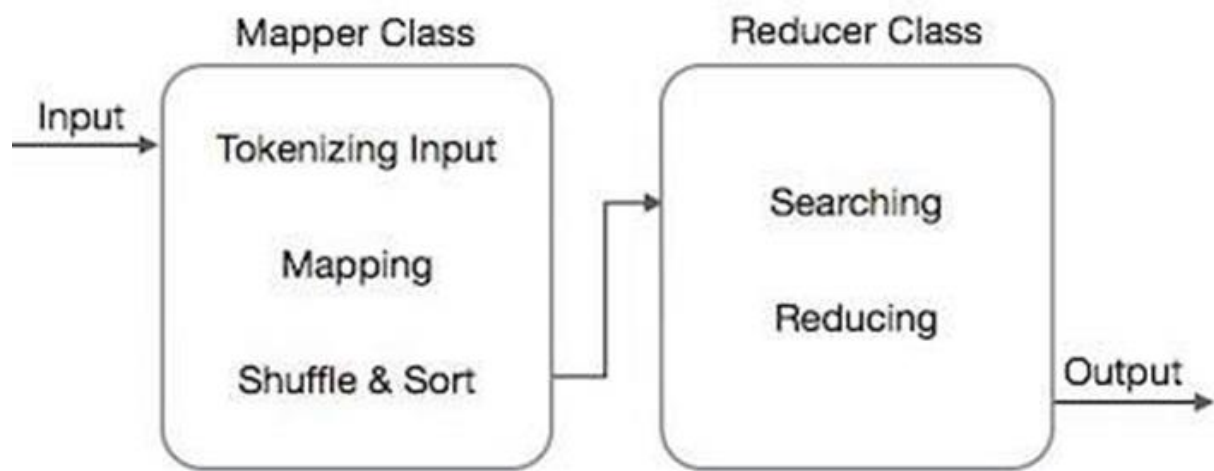 Mapper Class
Reducer Class
Input
Tokenizing Input
Mapping
Shuffle & Sort
Searching
Reducing
Output